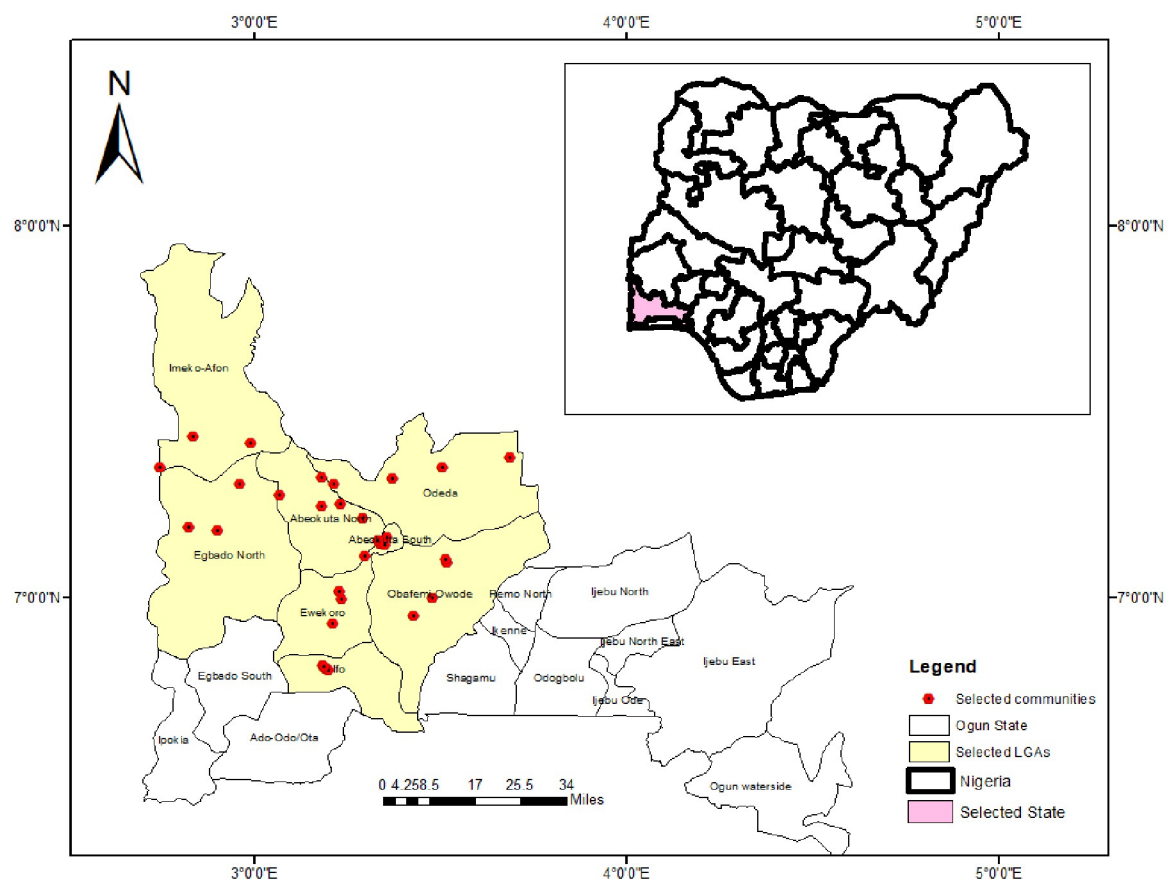 3°0'0"E 4°0'0"E 5°0'0"E
N
8°0'0"N 8°0'0"N
Imeko-Afon
Odeda
Abeokuta North
Abeokuta South
Egbado North
Obafemi Owode
Remo North
Ijebu North
7°0'0"N 7°0'0"N
Ewekoro
Ikenne
Ijebu North East
Ijebu East
Egbado South
Shagamu
Odogbolu
Ijebu Ode
Ipokia
Ado-Odo/Ota
Ogun waterside
0 4.258.5 17 25.5 34
Miles
Legend
Selected communities
Ogun State
Selected LGAs
Nigeria
Selected State
3°0'0"E 4°0'0"E 5°0'0"E